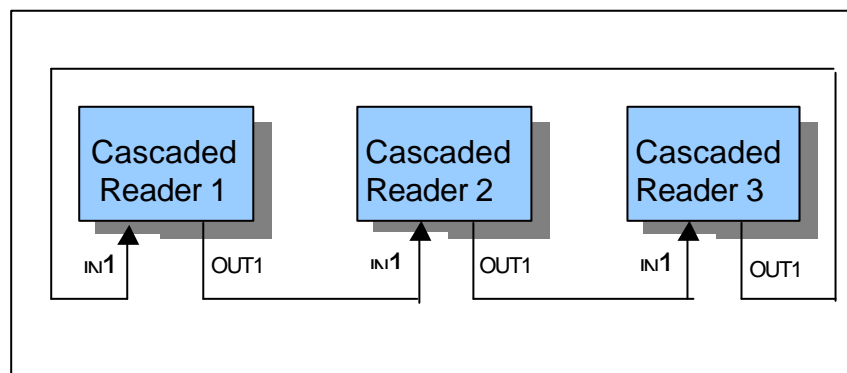 Cascaded
Reader 1
Cascaded
Reader 2
Cascaded
Reader 3
IN1
OUT1
IN1
OUT1
IN1
OUT1